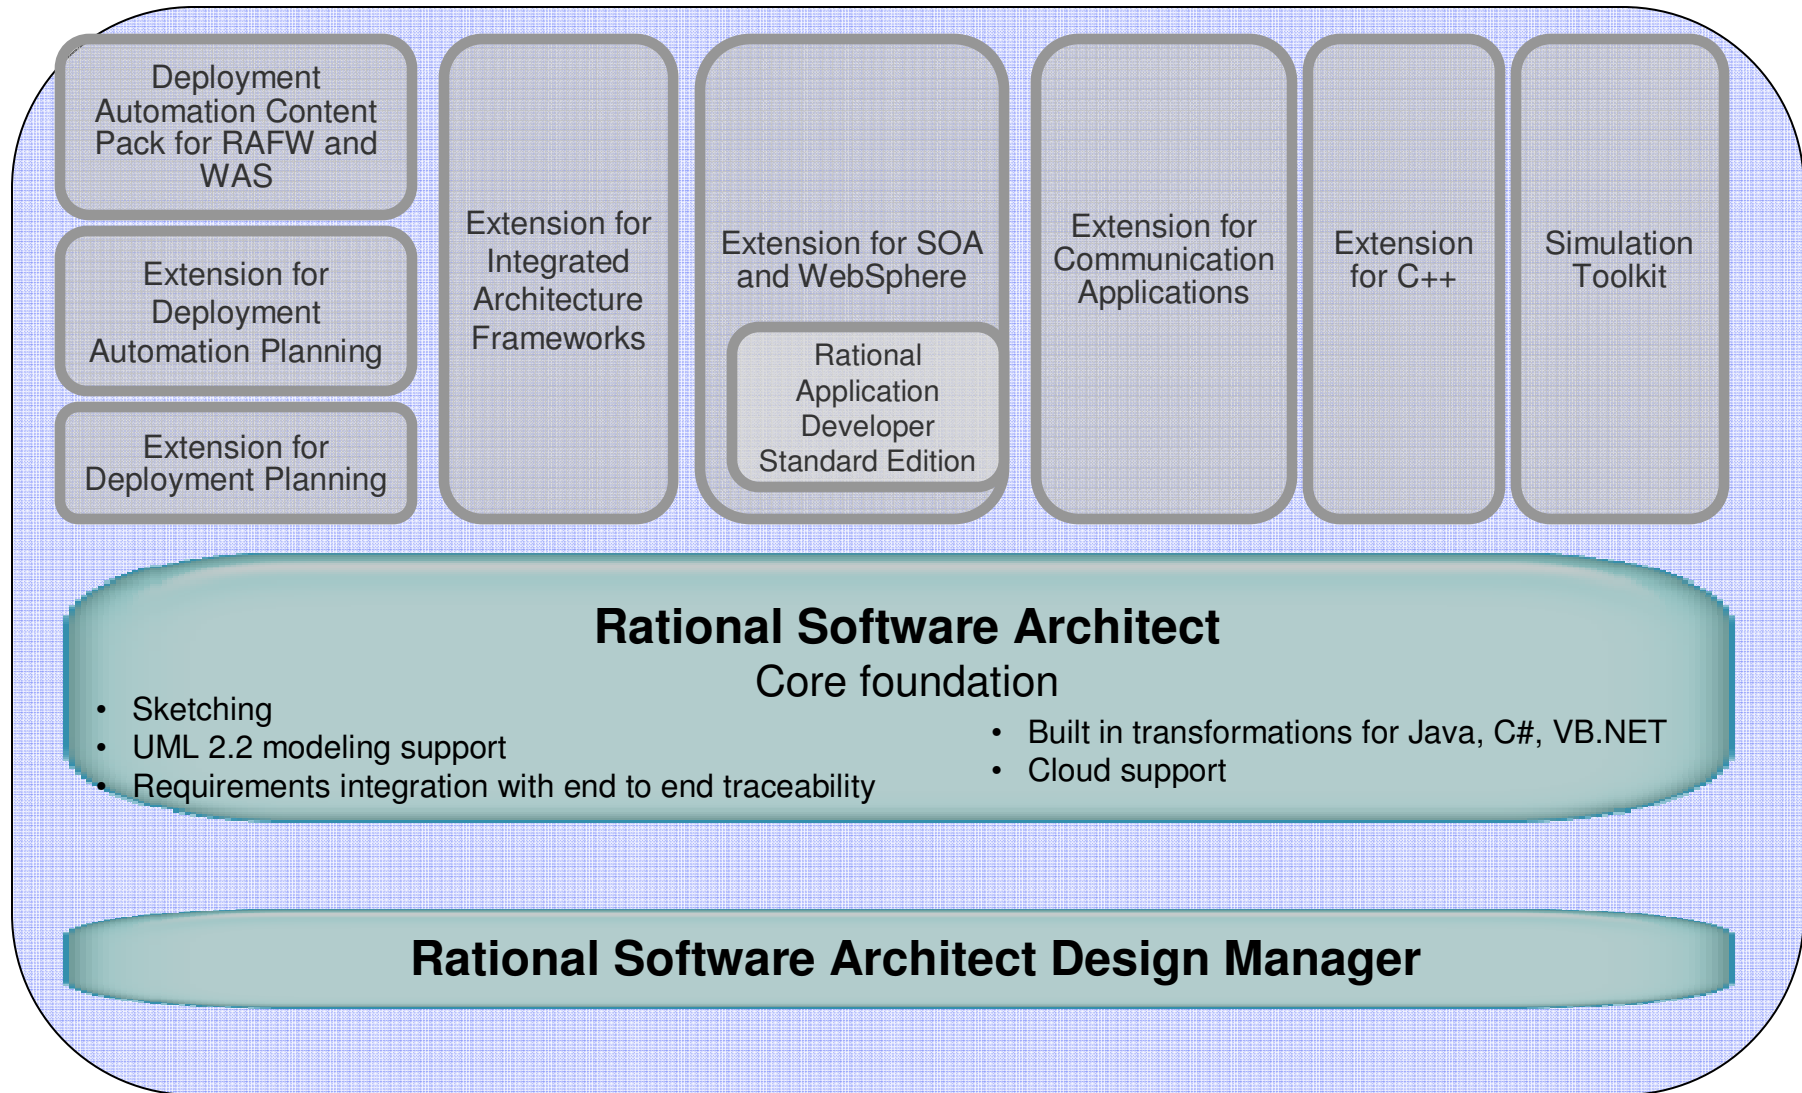 Deployment
Automation Content
Pack for RAFW and
WAS
Extension for
Deployment
Automation Planning
Extension for
Deployment Planning
Extension for
Integrated
Architecture
Frameworks
Extension for SOA
and WebSphere
Rational
Application
Developer
Standard Edition
Extension for
Communication
Applications
Extension
for C++
Simulation
Toolkit
Rational Software Architect
Core foundation
• Sketching
• UML 2.2 modeling support
• Requirements integration with end to end traceability
• Built in transformations for Java, C#, VB.NET
• Cloud support
Rational Software Architect Design Manager